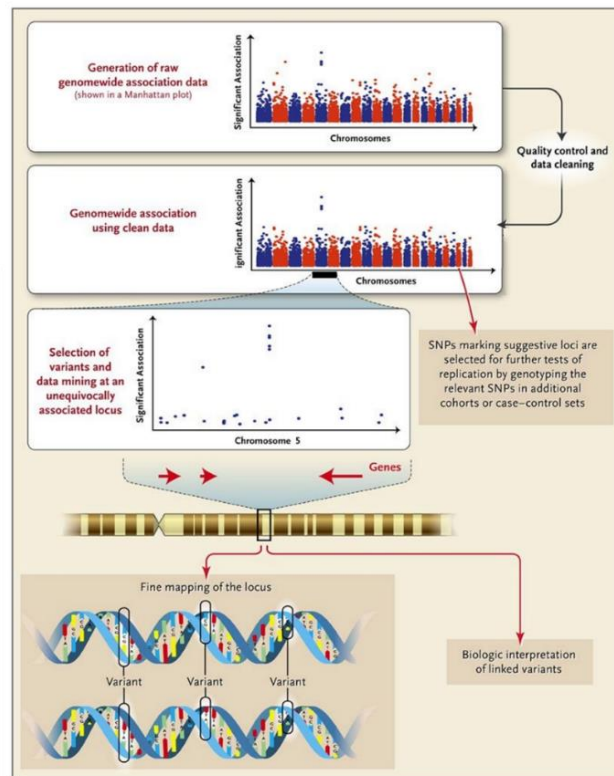 Generation of raw
genomewide association data
(shown in a Manhattan plot)
Significant Association
Chromosomes
Quality control and
data cleaning
Genomewide association
using clean data
ignificant Association
Chromosomes
SNPs marking suggestive loci are
selected for further tests of
replication by genotyping the
relevant SNPs in additional
cohorts or case–control sets
Selection of
variants and
data mining at an
unequivocally
associated locus
Significant Association
Chromosome 5
Genes
Fine mapping of the locus
Variant
Variant
Variant
Biologic interpretation
of linked variants